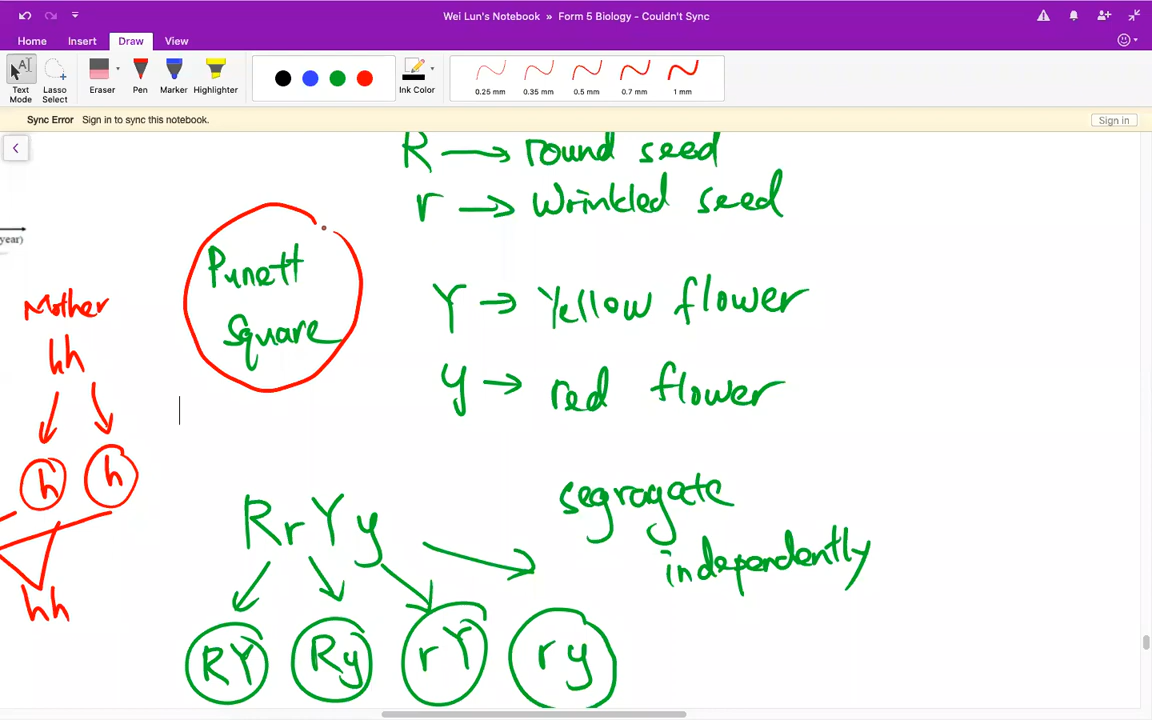 Wei Lun's Notebook » Form 5 Biology - Couldn't Sync
Home Insert Draw View
Text Mode
Lasso Select
Eraser
Pen
Marker
Highlighter
Ink Color
0.25 mm 0.35 mm 0.5 mm 0.7 mm 1 mm
Sync Error Sign in to sync this notebook.
Sign in
R → round seed
r → Wrinkled seed
year)
Punett
Square
Y → Yellow flower
y → red flower
Mother
hh
h h
hh
RrYy
segragate
independently
RY Ry rY ry